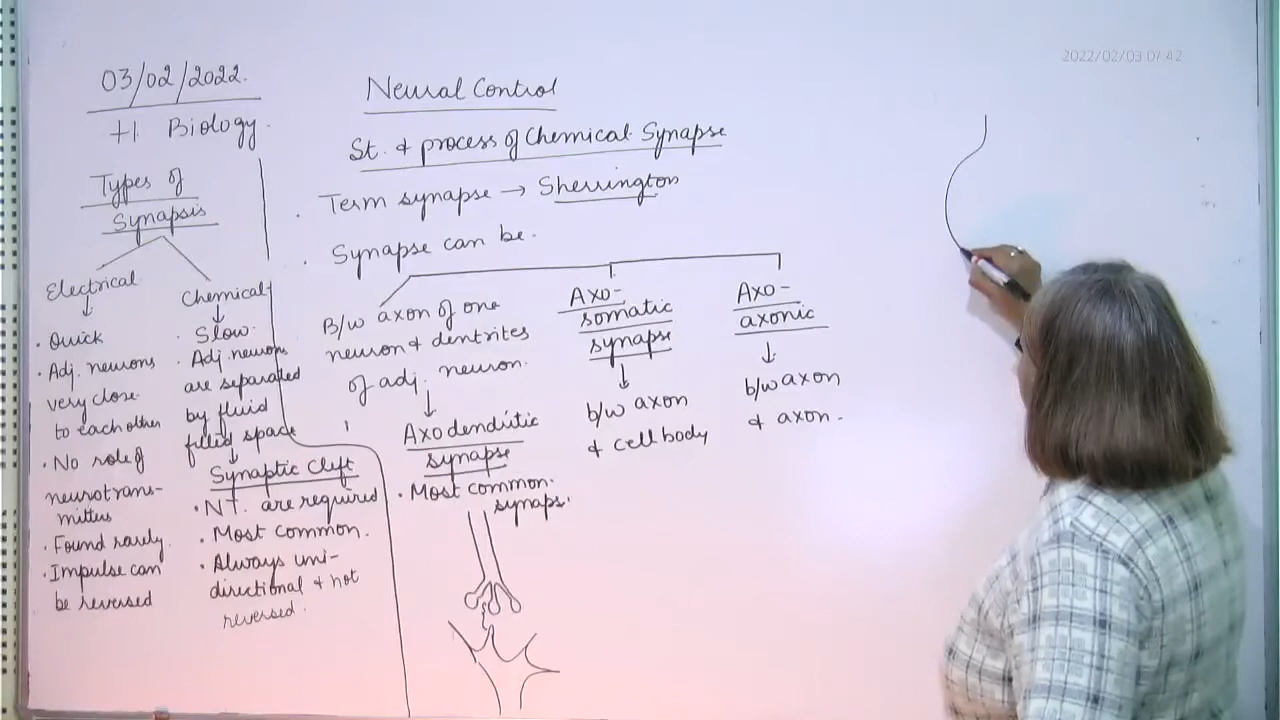 2022/02/03 07:42
03/02/2022.
+1 Biology.
Types of
Synapsis
Electrical
. Quick
. Adj. neurons
very close
to each other
. No role of
neurotrans-
mitters
. Found rarely.
. Impulse can
be reversed
Chemical
. Slow.
. Adj. neurons
are separated
by fluid
filled space
Synaptic Clift
. NT. are required
. Most common.
. Always uni-
directional & not
reversed.
Neural Control
St. & process of Chemical Synapse
. Term synapse → Sherrington
. Synapse can be.
B/w axon of one
neuron & dentrites
of adj. neuron.
Axodendritic
synapse
. Most common.
synaps.
Axo-
somatic
synapse
b/w axon
& cell body
Axo-
axonic
b/w axon
& axon.